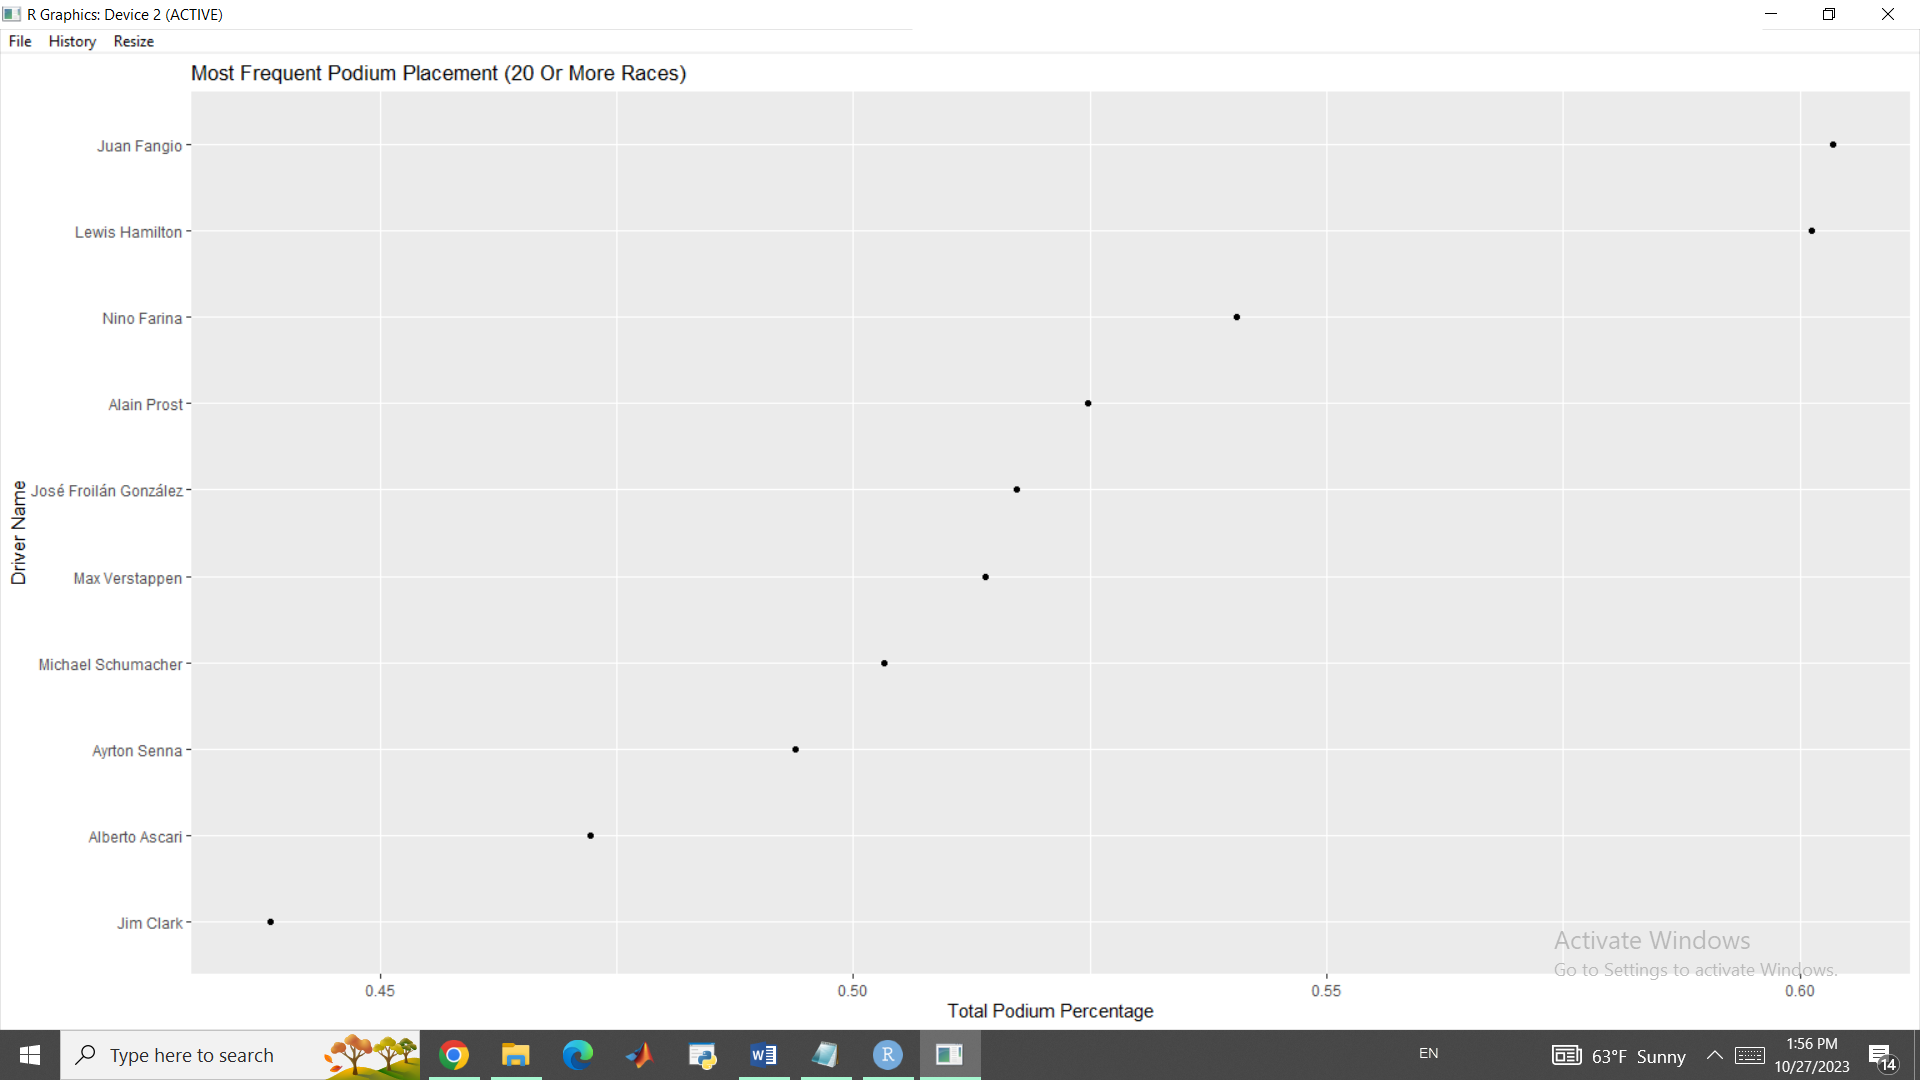 R Graphics: Device 2 (ACTIVE)
File History Resize
Most Frequent Podium Placement (20 Or More Races)
Juan Fangio
Lewis Hamilton
Nino Farina
Alain Prost
José Froilán González
Max Verstappen
Michael Schumacher
Ayrton Senna
Alberto Ascari
Jim Clark
Driver Name
0.45 0.50 0.55 0.60
Total Podium Percentage
Activate Windows
Go to Settings to activate Windows.
Type here to search
W
R
EN
63°F Sunny
1:56 PM
10/27/2023
14